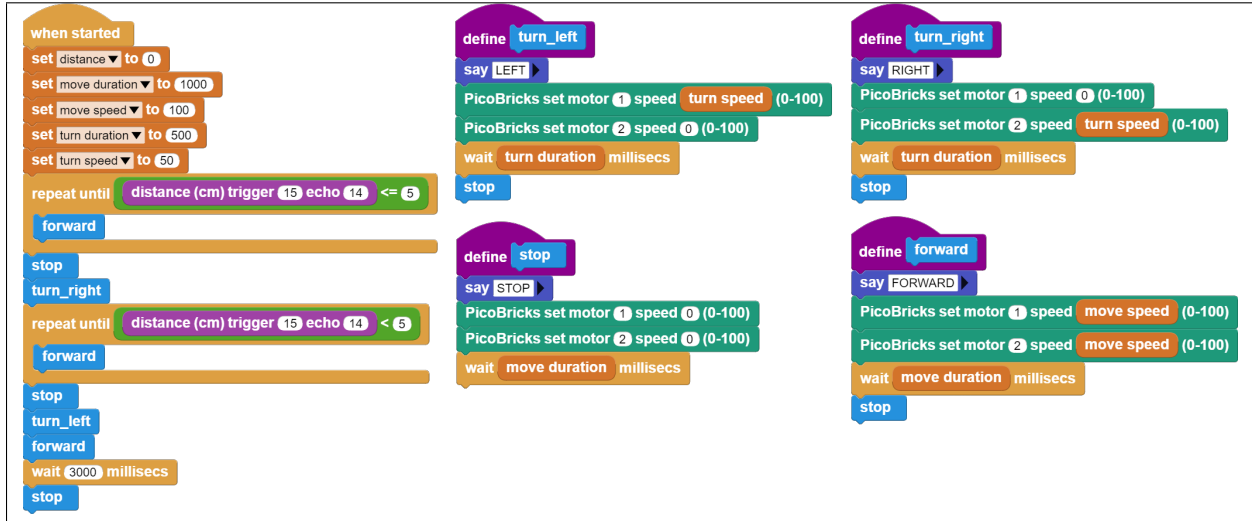 when started
set distance ▼ to 0
set move duration ▼ to 1000
set move speed ▼ to 100
set turn duration ▼ to 500
set turn speed ▼ to 50
repeat until distance (cm) trigger 15 echo 14 <= 5
forward
stop
turn_right
repeat until distance (cm) trigger 15 echo 14 < 5
forward
stop
turn_left
forward
wait 3000 millisecs
stop
define turn_left
say LEFT
PicoBricks set motor 1 speed turn speed (0-100)
PicoBricks set motor 2 speed 0 (0-100)
wait turn duration millisecs
stop
define stop
say STOP
PicoBricks set motor 1 speed 0 (0-100)
PicoBricks set motor 2 speed 0 (0-100)
wait move duration millisecs
define turn_right
say RIGHT
PicoBricks set motor 1 speed 0 (0-100)
PicoBricks set motor 2 speed turn speed (0-100)
wait turn duration millisecs
stop
define forward
say FORWARD
PicoBricks set motor 1 speed move speed (0-100)
PicoBricks set motor 2 speed move speed (0-100)
wait move duration millisecs
stop